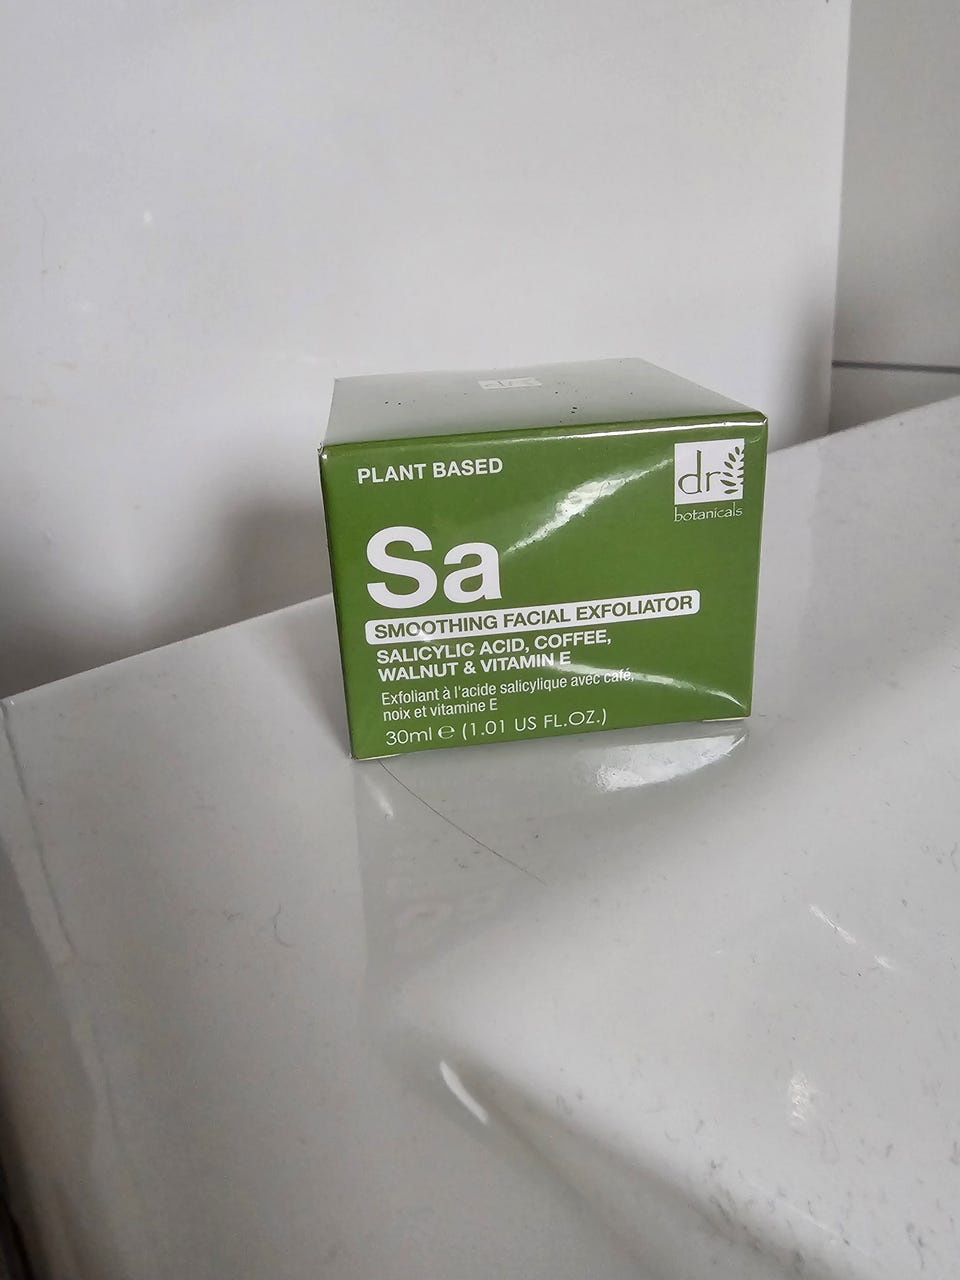 PLANT BASED
dr
botanicals
Sa
SMOOTHING FACIAL EXFOLIATOR
SALICYLIC ACID, COFFEE,
WALNUT & VITAMIN E
Exfoliant à l'acide salicylique avec café,
noix et vitamine E
30ml ℮ (1.01 US FL.OZ.)